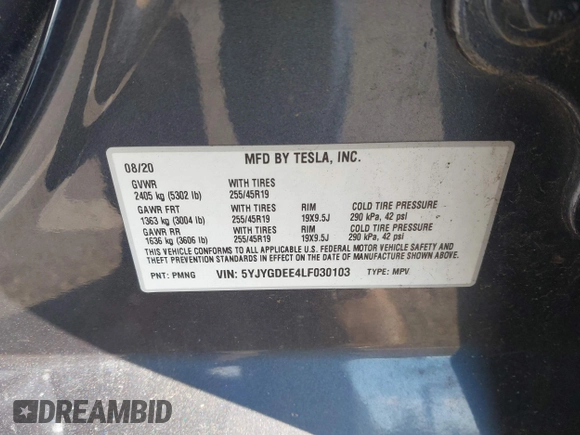 08/20 MFD BY TESLA, INC.
GVWR WITH TIRES
2405 kg (5302 lb) 255/45R19
GAWR FRT WITH TIRES RIM COLD TIRE PRESSURE
1363 kg (3004 lb) 255/45R19 19X9.5J 290 kPa, 42 psi
GAWR RR WITH TIRES RIM COLD TIRE PRESSURE
1636 kg (3606 lb) 255/45R19 19X9.5J 290 kPa, 42 psi
THIS VEHICLE CONFORMS TO ALL APPLICABLE U.S. FEDERAL MOTOR VEHICLE SAFETY AND
THEFT PREVENTION STANDARDS IN EFFECT ON THE DATE OF MANUFACTURE SHOWN ABOVE.
PNT: PMNG VIN: 5YJYGDEE4LF030103 TYPE: MPV
DREAMBID